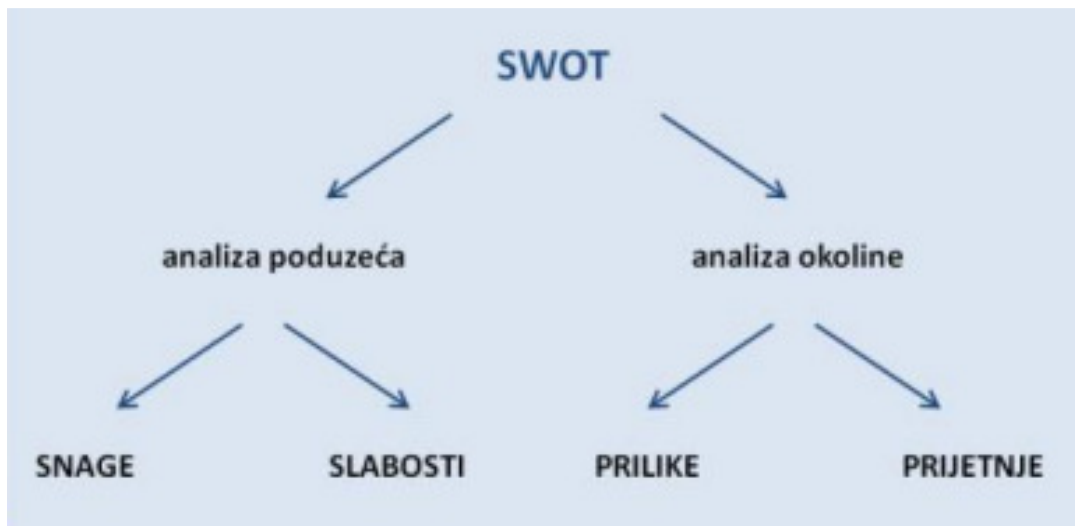 SWOT
analiza poduzeća
analiza okoline
SNAGE
SLABOSTI
PRILIKE
PRIJETNJE